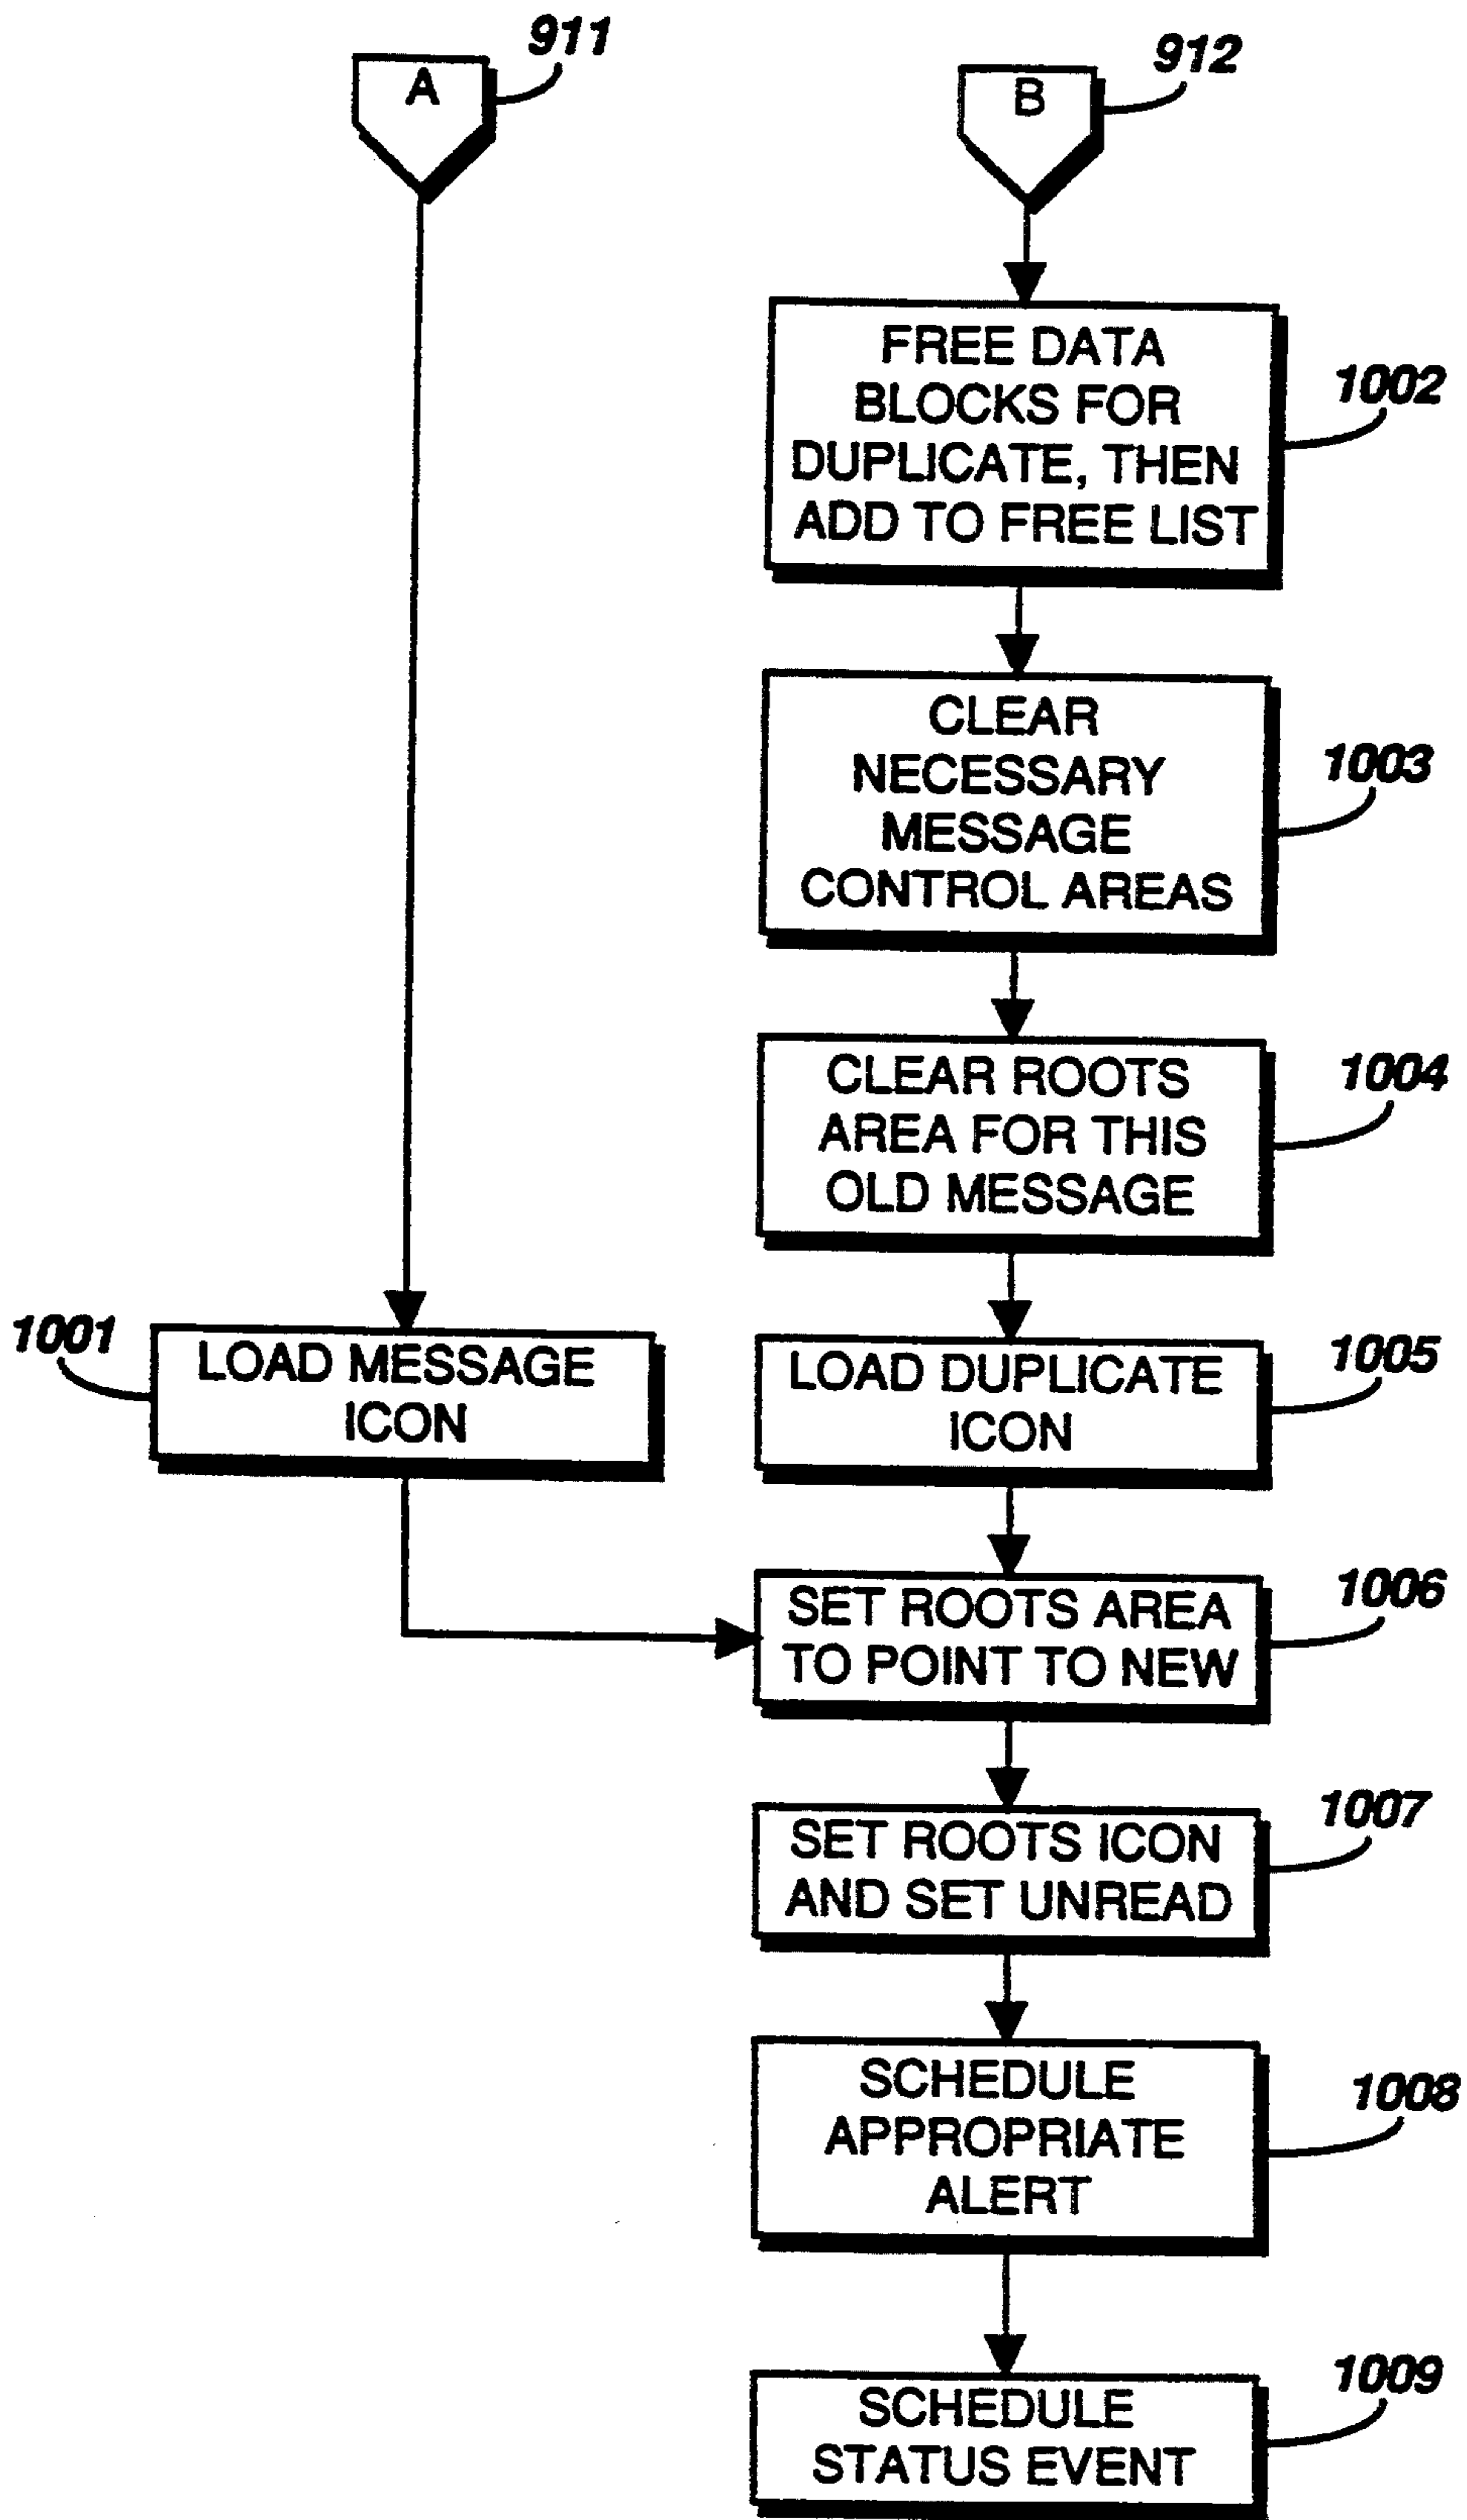 911
A
912
B
FREE DATA
BLOCKS FOR
DUPLICATE, THEN
ADD TO FREE LIST
1002
CLEAR
NECESSARY
MESSAGE
CONTROL AREAS
1003
CLEAR ROOTS
AREA FOR THIS
OLD MESSAGE
1004
1001
LOAD MESSAGE
ICON
LOAD DUPLICATE
ICON
1005
SET ROOTS AREA
TO POINT TO NEW
1006
SET ROOTS ICON
AND SET UNREAD
1007
SCHEDULE
APPROPRIATE
ALERT
1008
SCHEDULE
STATUS EVENT
1009